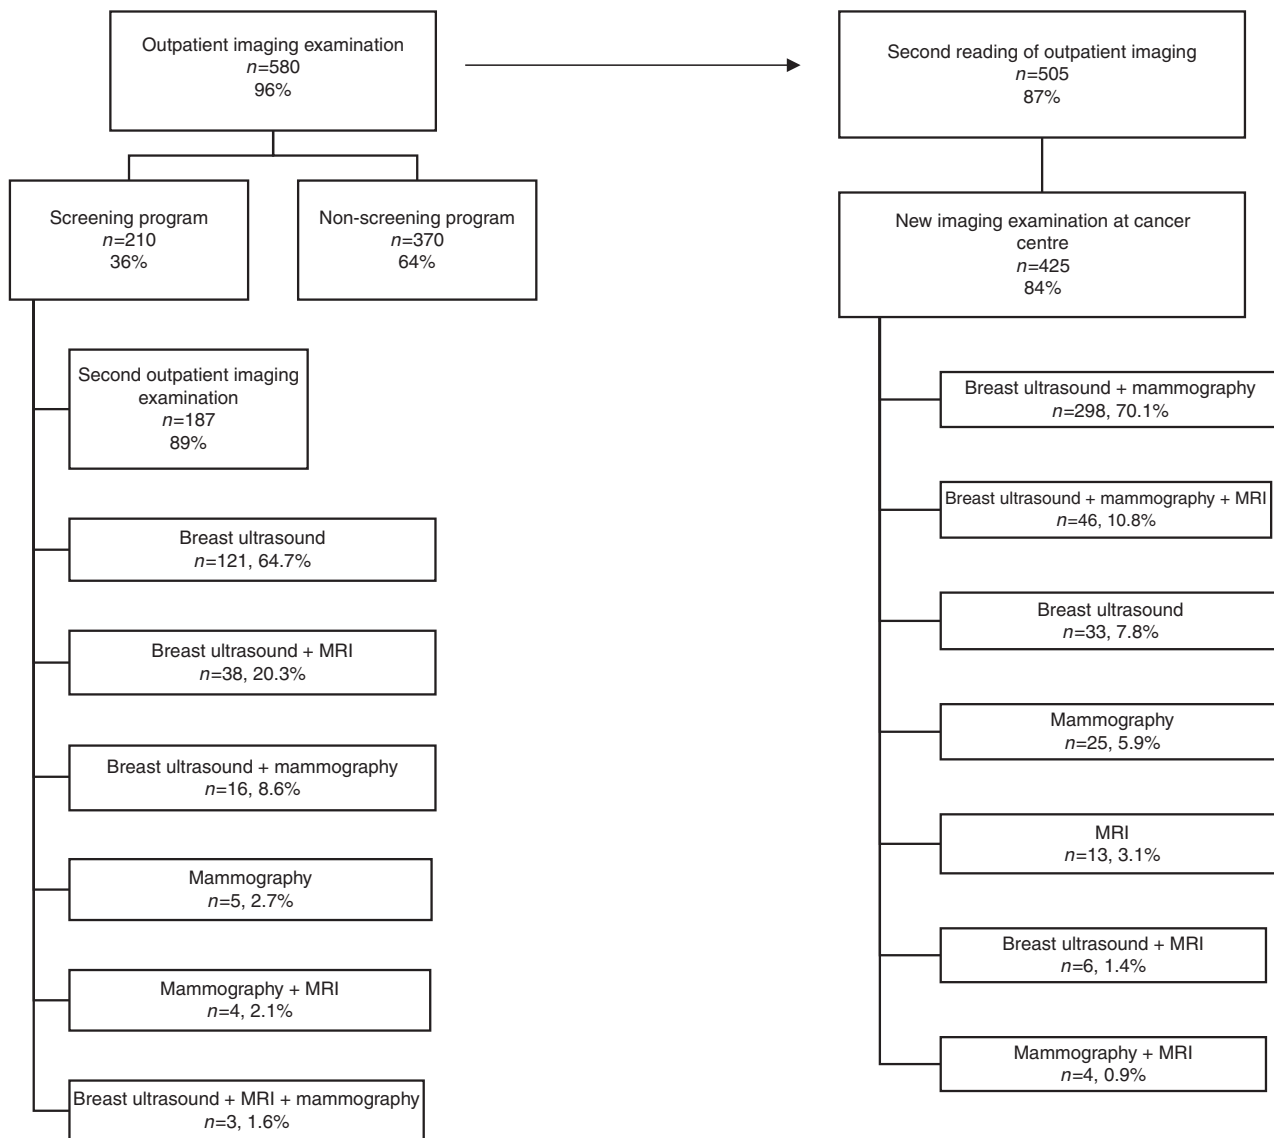 Outpatient imaging examination
n=580
96%
Second reading of outpatient imaging
n=505
87%
Screening program
n=210
36%
Non-screening program
n=370
64%
New imaging examination at cancer
centre
n=425
84%
Second outpatient imaging
examination
n=187
89%
Breast ultrasound
n=121, 64.7%
Breast ultrasound + MRI
n=38, 20.3%
Breast ultrasound + mammography
n=16, 8.6%
Mammography
n=5, 2.7%
Mammography + MRI
n=4, 2.1%
Breast ultrasound + MRI + mammography
n=3, 1.6%
Breast ultrasound + mammography
n=298, 70.1%
Breast ultrasound + mammography + MRI
n=46, 10.8%
Breast ultrasound
n=33, 7.8%
Mammography
n=25, 5.9%
MRI
n=13, 3.1%
Breast ultrasound + MRI
n=6, 1.4%
Mammography + MRI
n=4, 0.9%